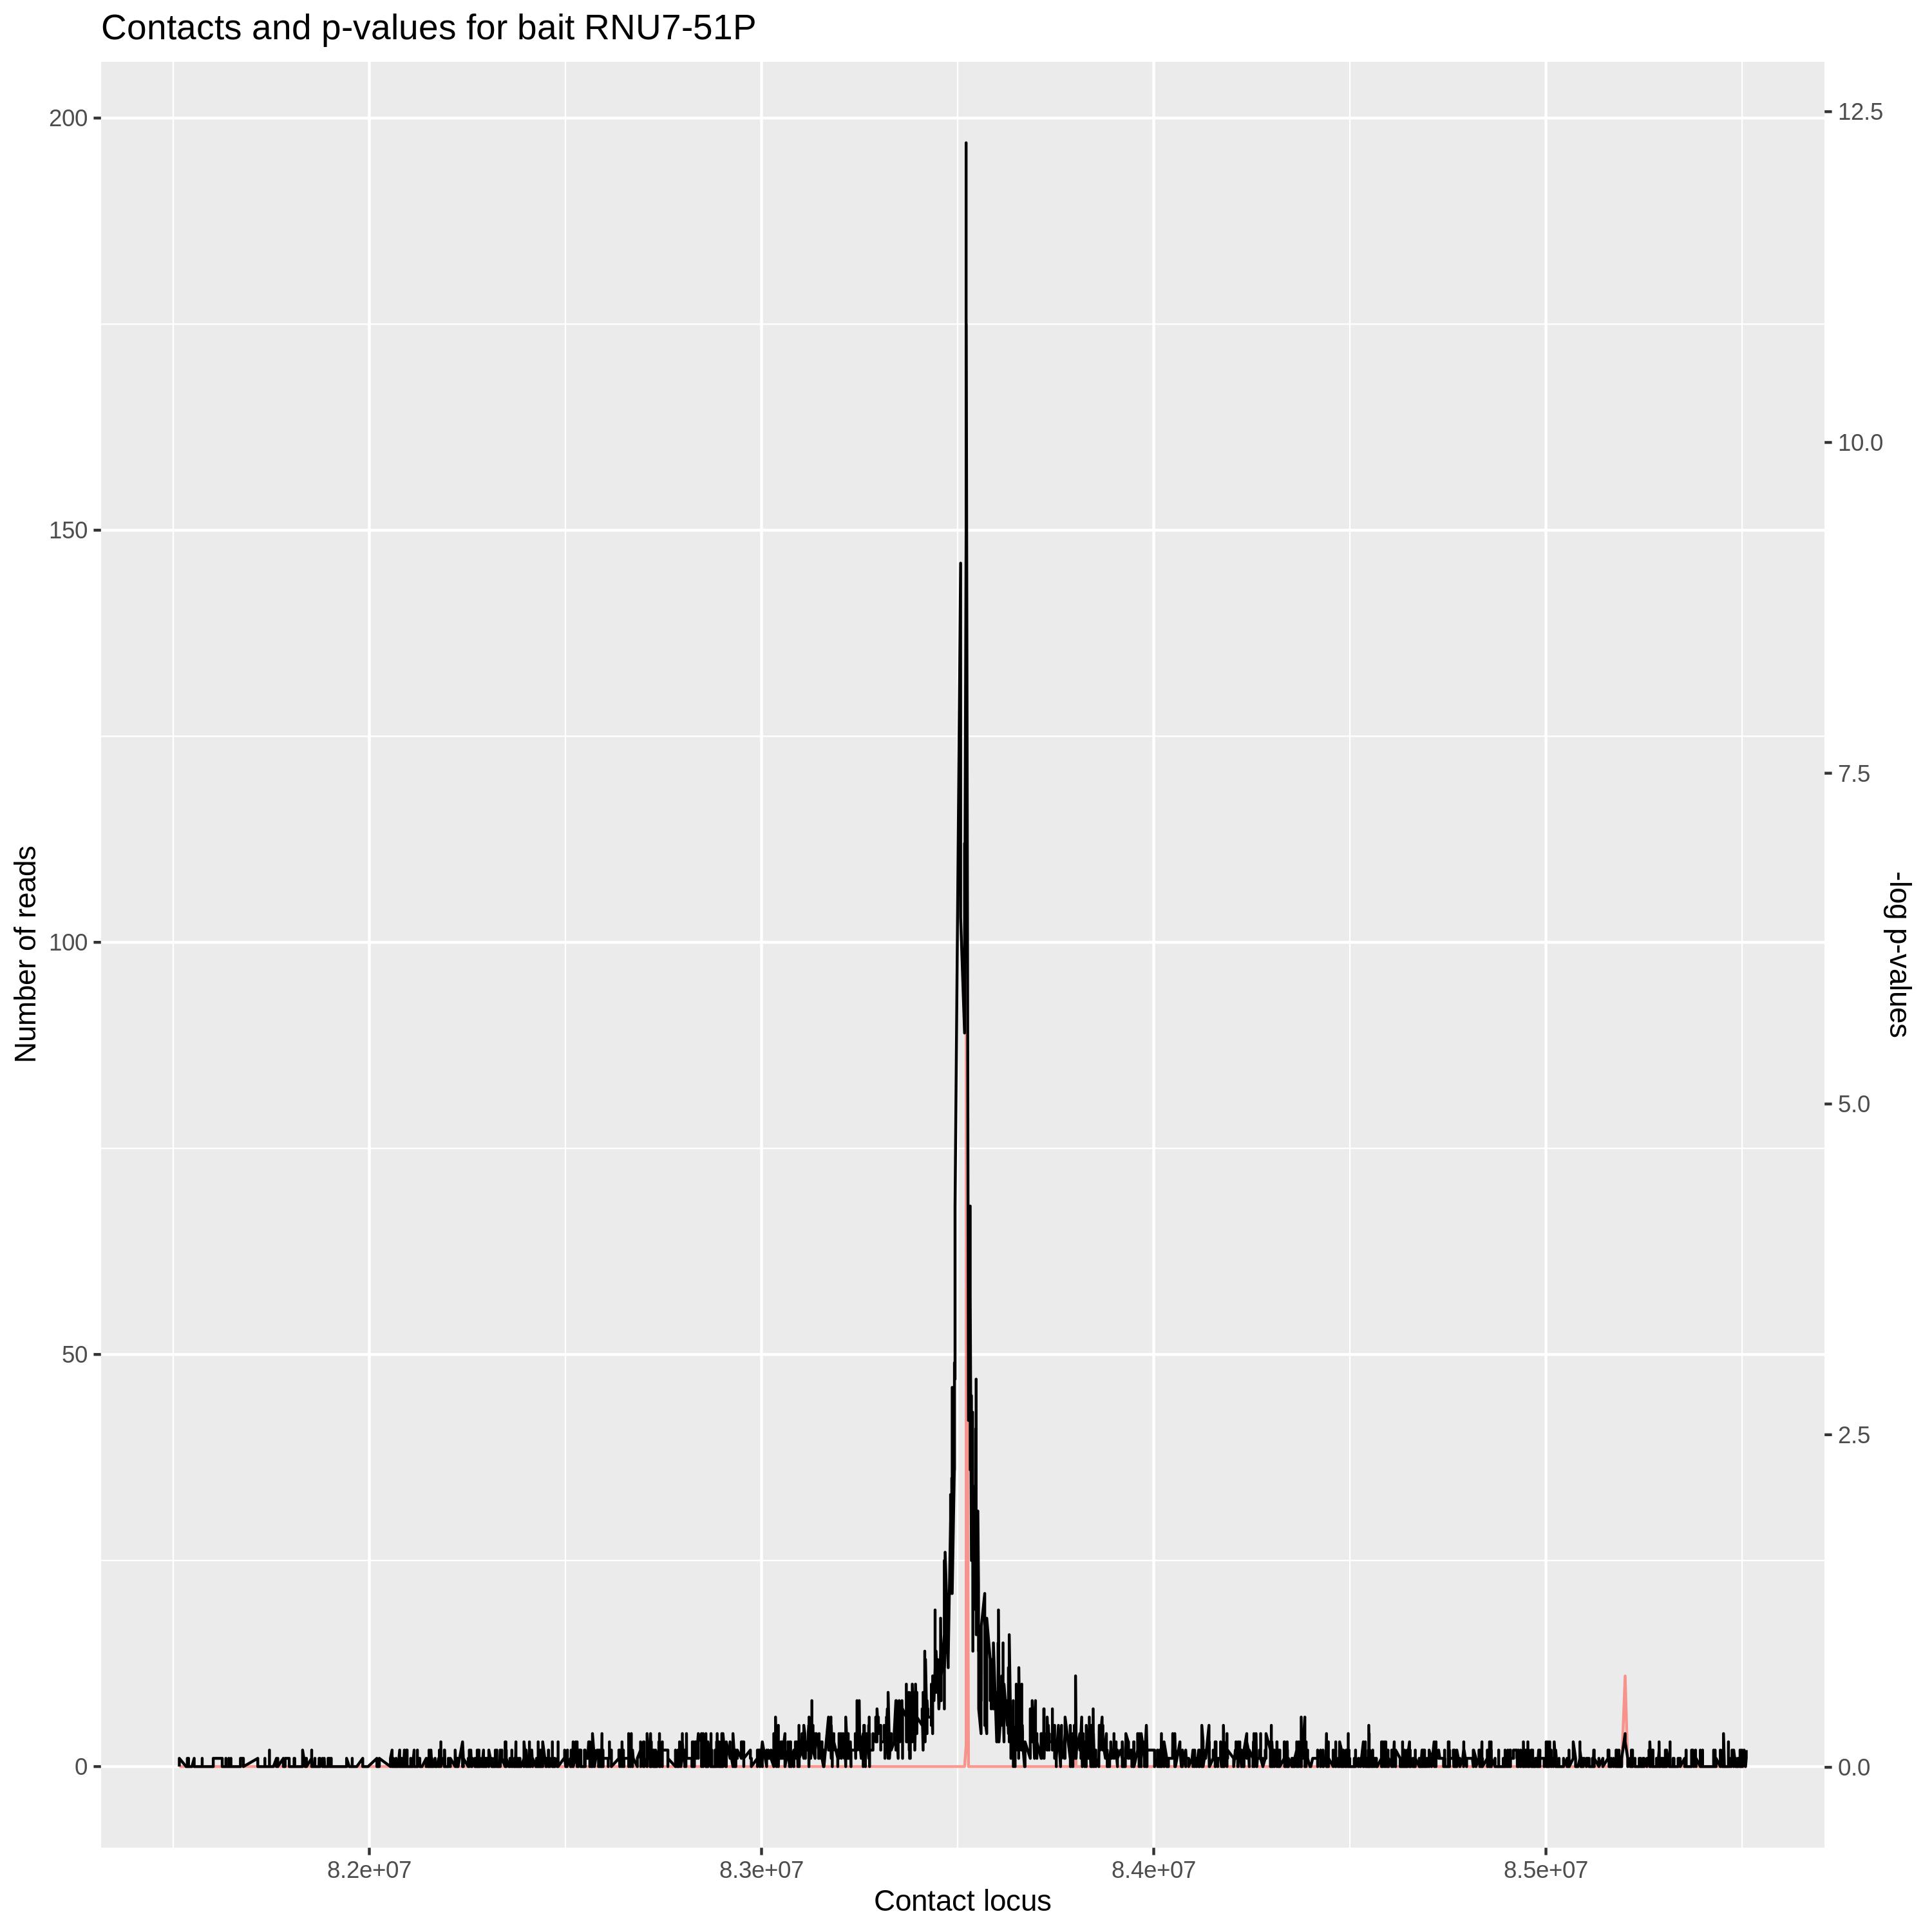 Contacts and p-values for bait RNU7-51P
200
150
100
50
0
Number of reads
12.5
10.0
7.5
5.0
2.5
0.0
-log p-values
8.2e+07
8.3e+07
8.4e+07
8.5e+07
Contact locus